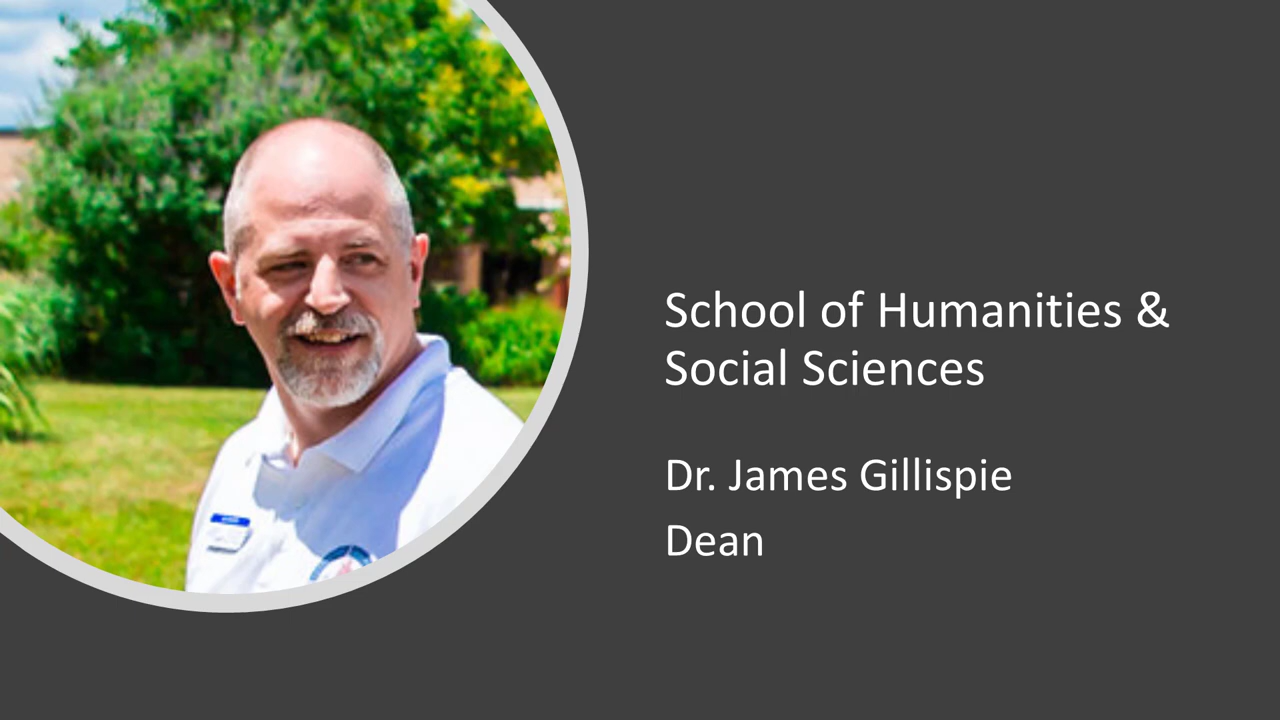 School of Humanities &
Social Sciences
Dr. James Gillispie
Dean